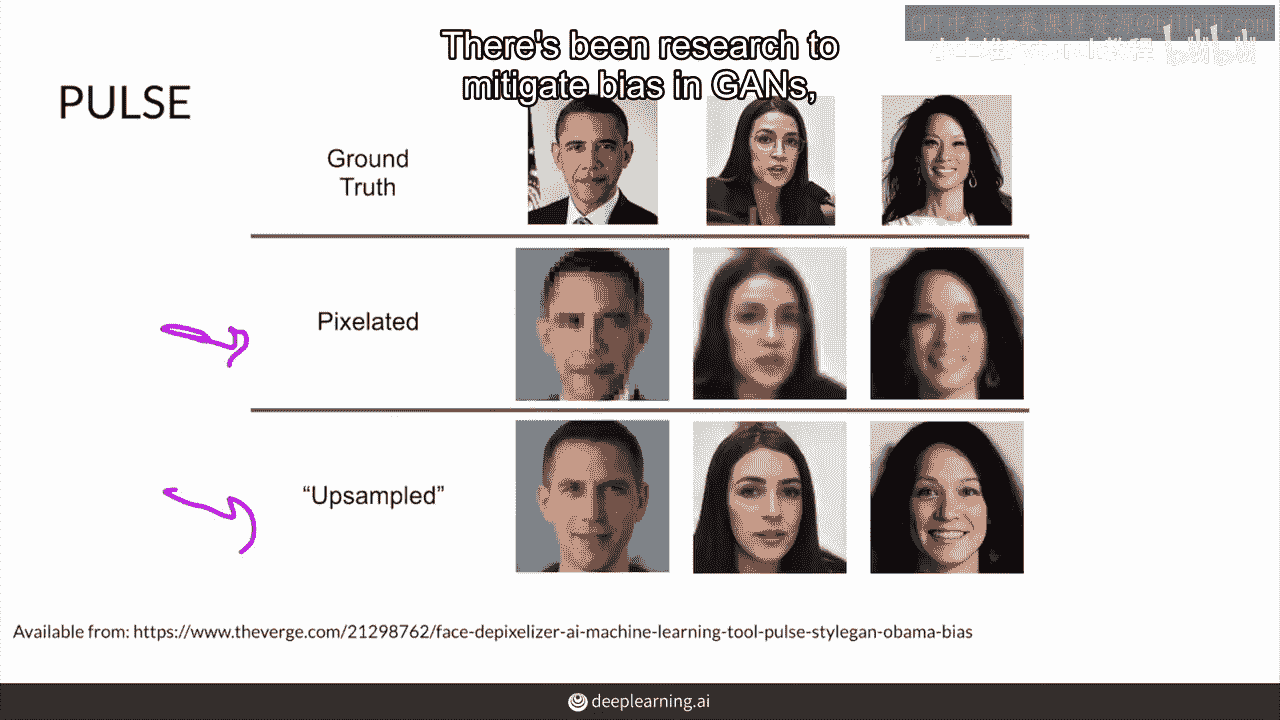 There's been research to
mitigate bias in GANs,
PULSE
Ground
Truth
Pixelated
“Upsampled”
Available from: https://www.theverge.com/21298762/face-depixelizer-ai-machine-learning-tool-pulse-stylegan-obama-bias
deeplearning.ai